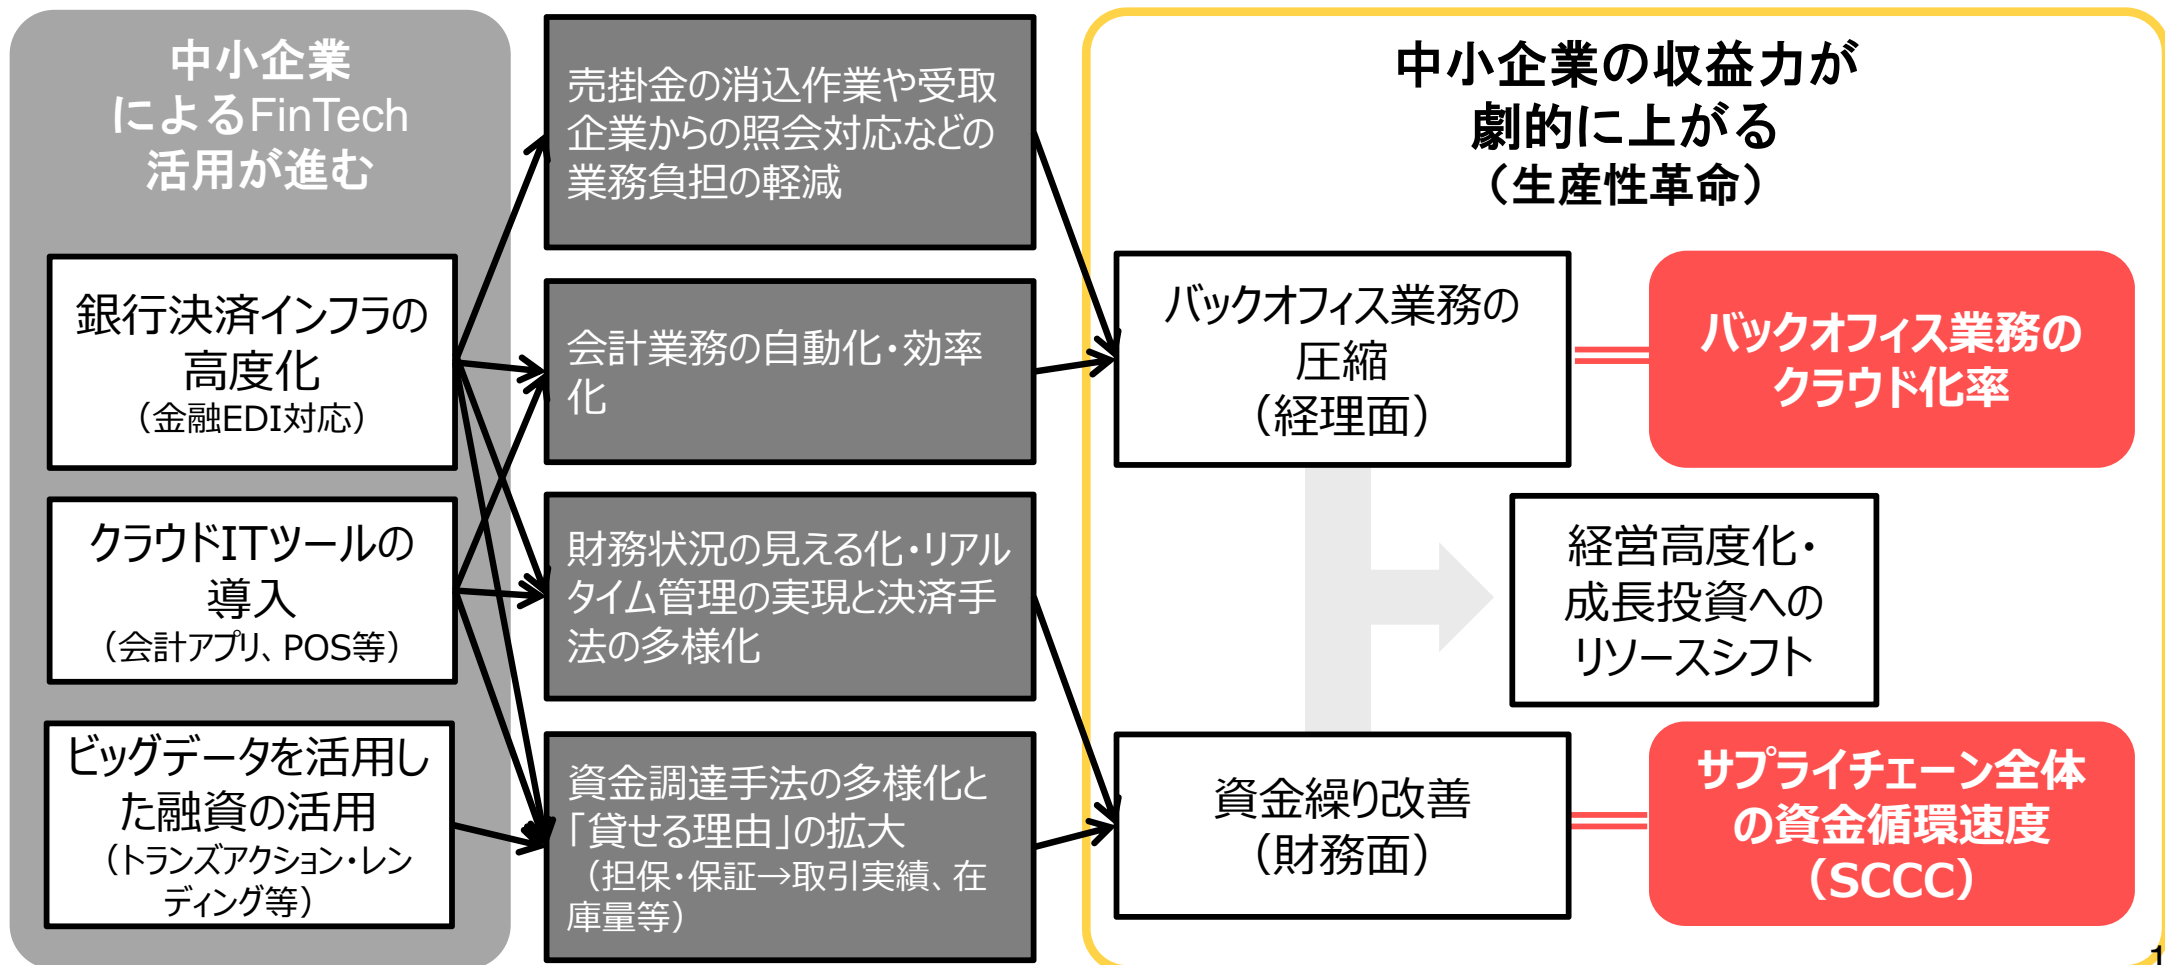 中小企業
によるFinTech
活用が進む
銀行決済インフラの
高度化
（金融EDI対応）
クラウドITツールの
導入
（会計アプリ、POS等）
ビッグデータを活用し
た融資の活用
（トランズアクション・レン
ディング等）
売掛金の消込作業や受取
企業からの照会対応などの
業務負担の軽減
会計業務の自動化・効率
化
財務状況の見える化・リアル
タイム管理の実現と決済手
法の多様化
資金調達手法の多様化と
「貸せる理由」の拡大
（担保・保証→取引実績、在
庫量等）
中小企業の収益力が
劇的に上がる
（生産性革命）
バックオフィス業務の
圧縮
（経理面）
バックオフィス業務の
クラウド化率
経営高度化・
成長投資への
リソースシフト
資金繰り改善
（財務面）
サプライチェーン全体
の資金循環速度
（SCCC）
1